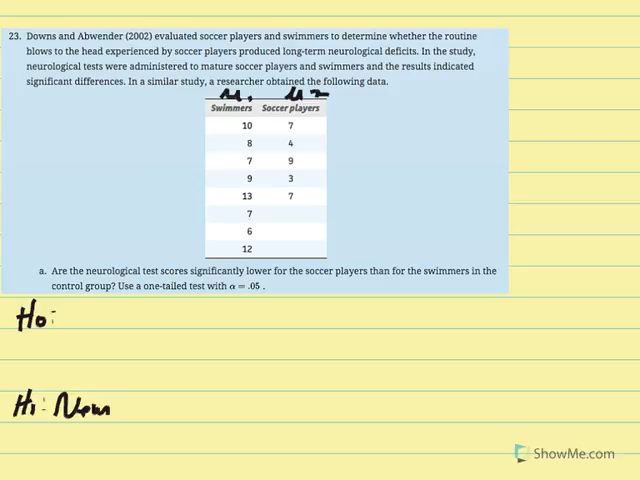 23. Downs and Abwender (2002) evaluated soccer players and swimmers to determine whether the routine
blows to the head experienced by soccer players produced long-term neurological deficits. In the study,
neurological tests were administered to mature soccer players and swimmers and the results indicated
significant differences. In a similar study, a researcher obtained the following data.
μ1 μ2
Swimmers Soccer players
10 7
8 4
7 9
9 3
13 7
7
6
12
a. Are the neurological test scores significantly lower for the soccer players than for the swimmers in the
control group? Use a one-tailed test with α = .05 .
Ho:
H1: Neur
ShowMe.com